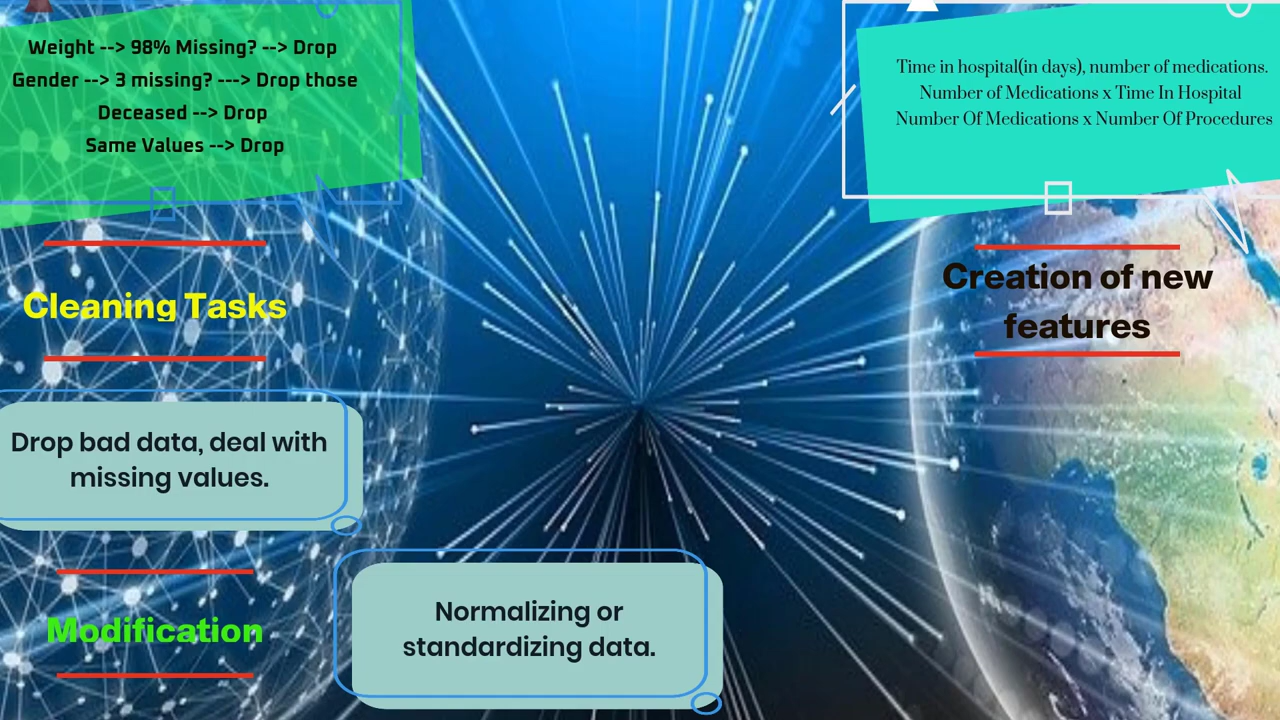 Weight --> 98% Missing? --> Drop
Gender --> 3 missing? ---> Drop those
Deceased --> Drop
Same Values --> Drop
Cleaning Tasks
Drop bad data, deal with
missing values.
Modification
Normalizing or
standardizing data.
Time in hospital(in days), number of medications.
Number of Medications x Time In Hospital
Number Of Medications x Number Of Procedures
Creation of new
features